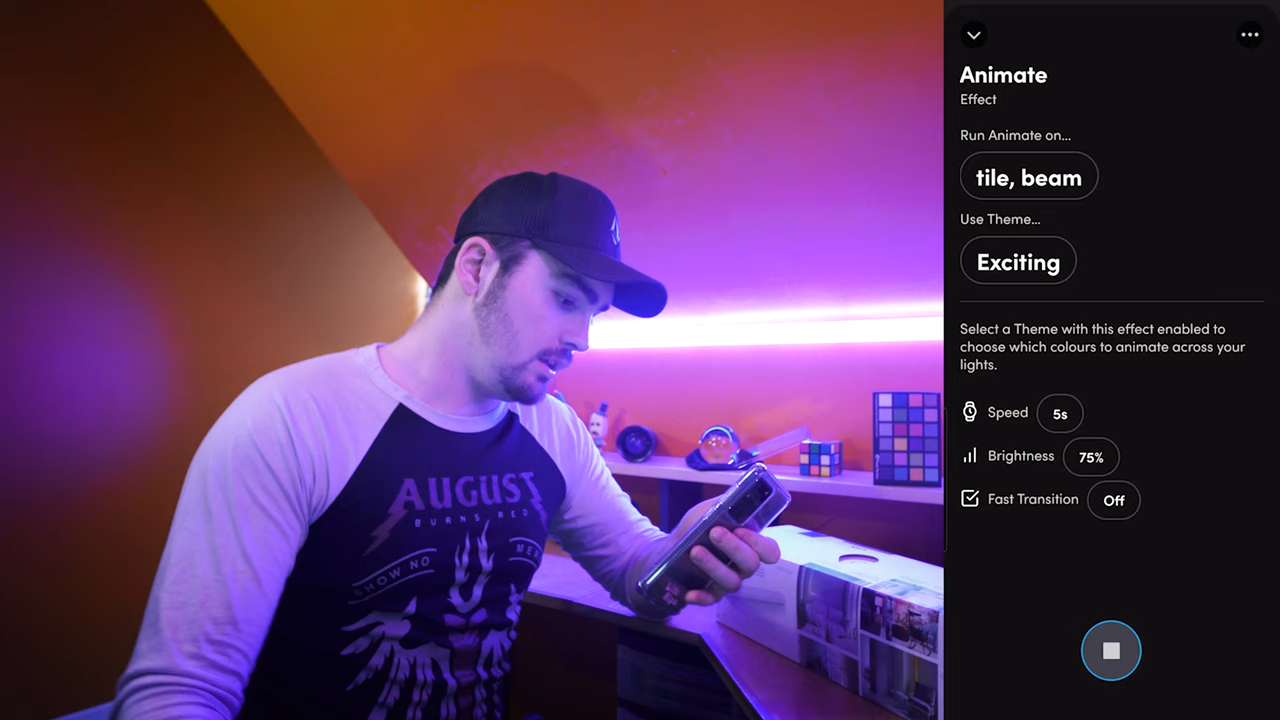 AUGUST
BURNS RED
SHOW NO
MER
Animate
Effect
Run Animate on...
tile, beam
Use Theme...
Exciting
Select a Theme with this effect enabled to
choose which colours to animate across your
lights.
Speed 5s
Brightness 75%
Fast Transition Off